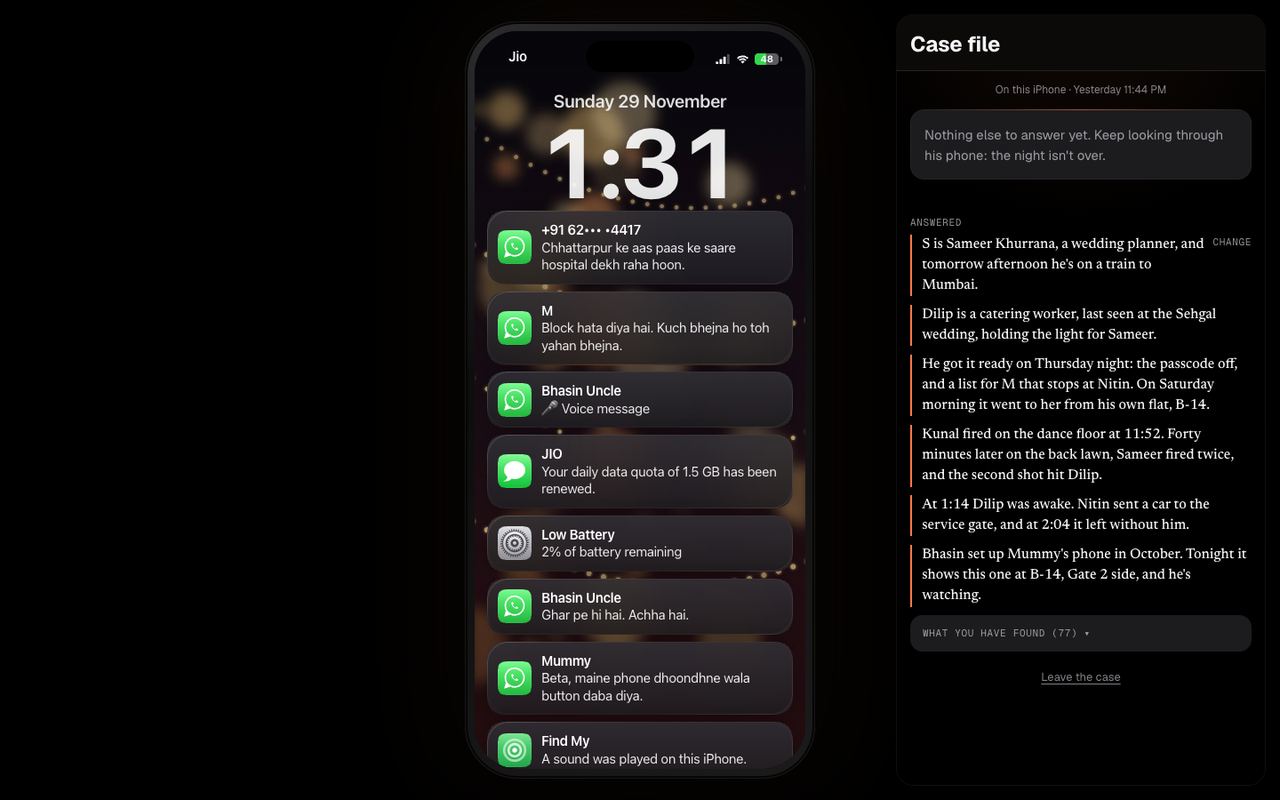 Jio
48
Sunday 29 November
1:31
+91 62••• •4417
Chhattarpur ke aas paas ke saare
hospital dekh raha hoon.
M
Block hata diya hai. Kuch bhejna ho toh
yahan bhejna.
Bhasin Uncle
🎤 Voice message
JIO
Your daily data quota of 1.5 GB has been
renewed.
Low Battery
2% of battery remaining
Bhasin Uncle
Ghar pe hi hai. Achha hai.
Mummy
Beta, maine phone dhoondhne wala
button daba diya.
Find My
A sound was played on this iPhone.
Case file
On this iPhone · Yesterday 11:44 PM
Nothing else to answer yet. Keep looking through
his phone: the night isn't over.
ANSWERED
S is Sameer Khurrana, a wedding planner, and
CHANGE
tomorrow afternoon he's on a train to
Mumbai.
Dilip is a catering worker, last seen at the Sehgal
wedding, holding the light for Sameer.
He got it ready on Thursday night: the passcode off,
and a list for M that stops at Nitin. On Saturday
morning it went to her from his own flat, B-14.
Kunal fired on the dance floor at 11:52. Forty
minutes later on the back lawn, Sameer fired twice,
and the second shot hit Dilip.
At 1:14 Dilip was awake. Nitin sent a car to the
service gate, and at 2:04 it left without him.
Bhasin set up Mummy's phone in October. Tonight it
shows this one at B-14, Gate 2 side, and he's
watching.
WHAT YOU HAVE FOUND (77) ▾
Leave the case